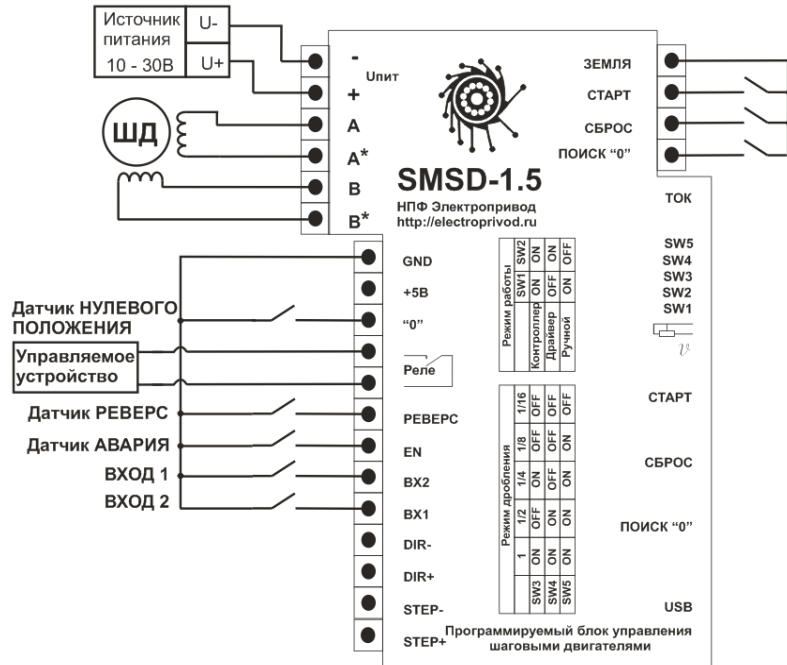 Источник питания
10 - 30В
U-
U+
ШД
-
Uпит
+
A
A*
B
B*
SMSD-1.5
НПФ Электропривод
http://electroprivod.ru
ЗЕМЛЯ
СТАРТ
СБРОС
ПОИСК “0”
ТОК
SW5
SW4
SW3
SW2
SW1
СТАРТ
СБРОС
ПОИСК “0”
USB
Датчик НУЛЕВОГО
ПОЛОЖЕНИЯ
Управляемое
устройство
Датчик РЕВЕРС
Датчик АВАРИЯ
ВХОД 1
ВХОД 2
GND
+5В
“0”
Реле
РЕВЕРС
EN
ВХ2
ВХ1
DIR-
DIR+
STEP-
STEP+
Режим работы
SW1 SW2
Контроллер ON ON
Драйвер OFF ON
Ручной ON OFF
Режим дробления
1 1/2 1/4 1/8 1/16
SW3 ON OFF ON OFF OFF
SW4 ON ON OFF OFF OFF
SW5 ON ON ON ON OFF
Программируемый блок управления
шаговыми двигателями